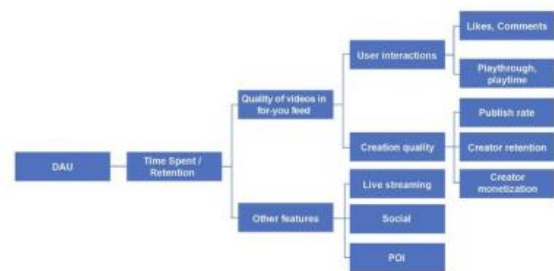 DAU
Time Spent /
Retention
Quality of videos in
for-you feed
User interactions
Likes, Comments
Playthrough,
playtime
Creation quality
Publish rate
Creator retention
Creator
monetization
Other features
Live streaming
Social
POI